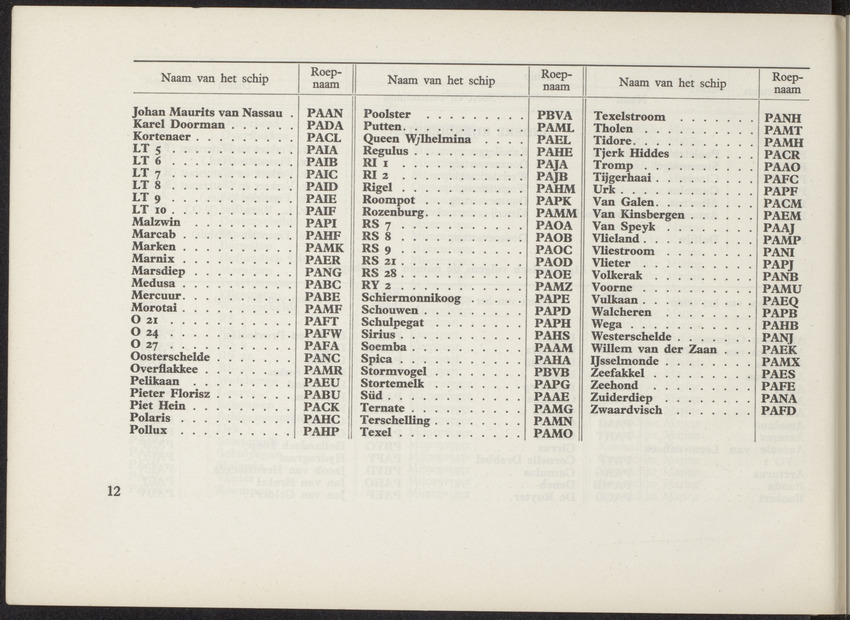 Naam van het schip
Roep-
naam
Johan Maurits van Nassau . PAAN
Karel Doorman . . . . . . PADA
Kortenaer . . . . . . . . PACL
LT 5 . . . . . . . . . . . PAIA
LT 6 . . . . . . . . . . . PAIB
LT 7 . . . . . . . . . . . PAIC
LT 8 . . . . . . . . . . . PAID
LT 9 . . . . . . . . . . . PAIE
LT 10 . . . . . . . . . . PAIF
Malzwin . . . . . . . . . PAPI
Marcab . . . . . . . . . . PAHF
Marken . . . . . . . . . . PAMK
Marnix . . . . . . . . . . PAER
Marsdiep . . . . . . . . . PANG
Medusa . . . . . . . . . . PABC
Mercuur. . . . . . . . . . PABE
Morotai . . . . . . . . . PAMF
O 21 . . . . . . . . . . . PAFT
O 24 . . . . . . . . . . . PAFW
O 27 . . . . . . . . . . . PAFA
Oosterschelde . . . . . . PANC
Overflakkee . . . . . . . PAMR
Pelikaan . . . . . . . . . PAEU
Pieter Florisz . . . . . . PABU
Piet Hein . . . . . . . . PACK
Polaris . . . . . . . . . PAHC
Pollux . . . . . . . . . . PAHP
Naam van het schip
Roep-
naam
Poolster . . . . . . . . . PBVA
Putten. . . . . . . . . . PAML
Queen Wilhelmina . . . . . PAEL
Regulus . . . . . . . . . PAHE
RI 1 . . . . . . . . . . . PAJA
RI 2 . . . . . . . . . . . PAJB
Rigel . . . . . . . . . . PAHM
Roompot . . . . . . . . . PAPK
Rozenburg. . . . . . . . . PAMM
RS 7 . . . . . . . . . . . PAOA
RS 8 . . . . . . . . . . . PAOB
RS 9 . . . . . . . . . . . PAOC
RS 21 . . . . . . . . . . PAOD
RS 28 . . . . . . . . . . PAOE
RY 2 . . . . . . . . . . . PAMZ
Schiermonnikoog . . . . . PAPE
Schouwen . . . . . . . . . PAPD
Schulpegat . . . . . . . . PAPH
Sirius . . . . . . . . . . PAHS
Soemba . . . . . . . . . . PAAM
Spica . . . . . . . . . . PAHA
Stormvogel . . . . . . . . PBVB
Stortemelk . . . . . . . . PAPG
Süd . . . . . . . . . . . PAAE
Ternate . . . . . . . . . PAMG
Terschelling . . . . . . . PAMN
Texel . . . . . . . . . . PAMO
Naam van het schip
Roep-
naam
Texelstroom . . . . . . . PANH
Tholen . . . . . . . . . . PAMT
Tidore. . . . . . . . . . PAMH
Tjerk Hiddes . . . . . . . PACR
Tromp . . . . . . . . . . PAAO
Tijgerhaai . . . . . . . . PAFC
Urk . . . . . . . . . . . PAPF
Van Galen. . . . . . . . . PACM
Van Kinsbergen . . . . . . PAEM
Van Speyk . . . . . . . . PAAJ
Vlieland . . . . . . . . . PAMP
Vliestroom . . . . . . . . PANI
Vlieter . . . . . . . . . PAPJ
Volkerak . . . . . . . . . PANB
Voorne . . . . . . . . . . PAMU
Vulkaan . . . . . . . . . PAEQ
Walcheren . . . . . . . . PAPB
Wega . . . . . . . . . . . PAHB
Westerschelde . . . . . . PANJ
Willem van der Zaan . . . PAEK
IJsselmonde . . . . . . . PAMX
Zeefakkel . . . . . . . . PAES
Zeehond . . . . . . . . . PAFE
Zuiderdiep . . . . . . . . PANA
Zwaardvisch . . . . . . . PAFD
12